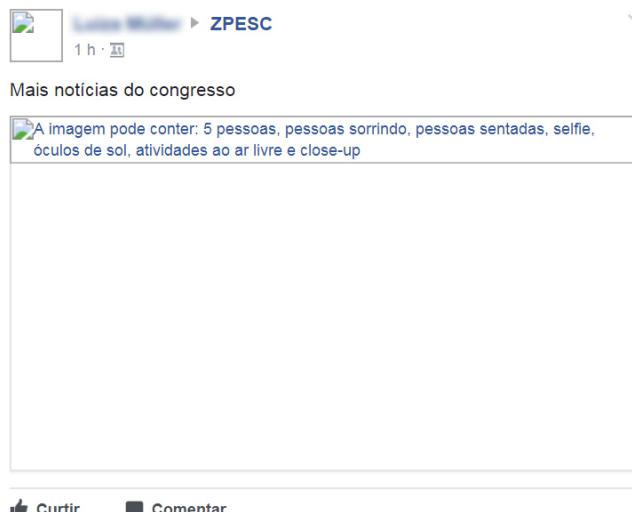 ZPESC
1 h ·
Mais notícias do congresso
A imagem pode conter: 5 pessoas, pessoas sorrindo, pessoas sentadas, selfie,
óculos de sol, atividades ao ar livre e close-up
Curtir Comentar